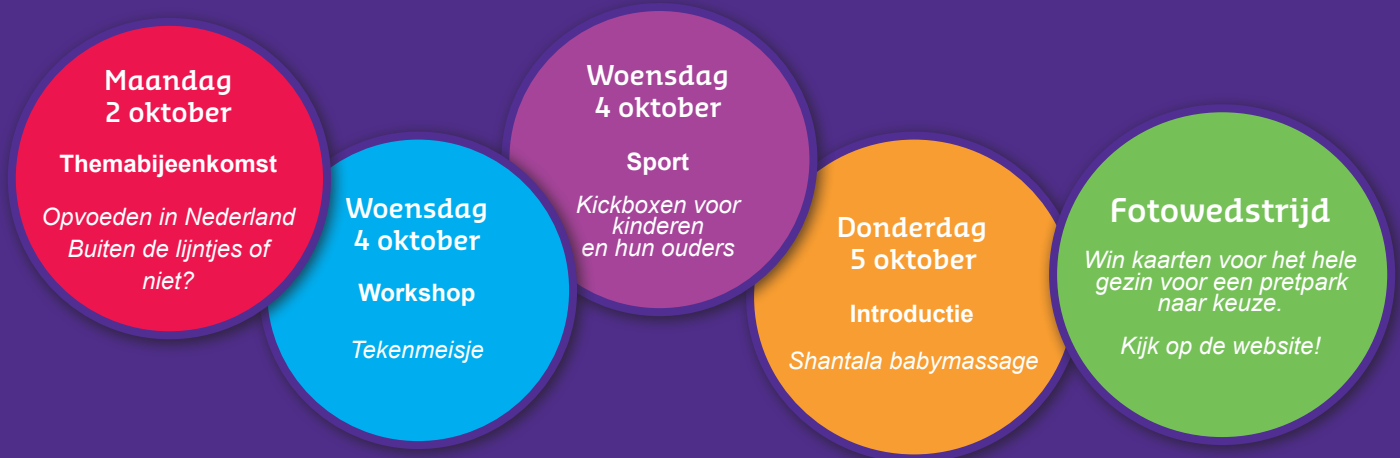 Maandag
2 oktober
Themabijeenkomst
Opvoeden in Nederland
Buiten de lijntjes of
niet?
Woensdag
4 oktober
Workshop
Tekenmeisje
Woensdag
4 oktober
Sport
Kickboxen voor
kinderen
en hun ouders
Donderdag
5 oktober
Introductie
Shantala babymassage
Fotowedstrijd
Win kaarten voor het hele
gezin voor een pretpark
naar keuze.
Kijk op de website!